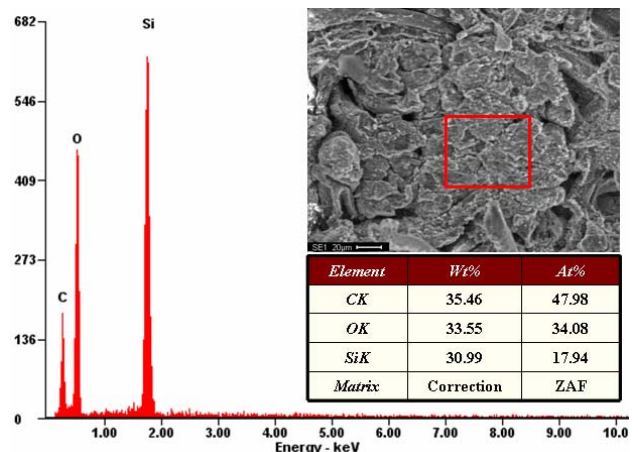 682
546
409
273
136
0
C
O
Si
1.00 2.00 3.00 4.00 5.00 6.00 7.00 8.00 9.00 10.0
Energy - keV
SE1 20µm
Element Wt% At%
CK 35.46 47.98
OK 33.55 34.08
SiK 30.99 17.94
Matrix Correction ZAF